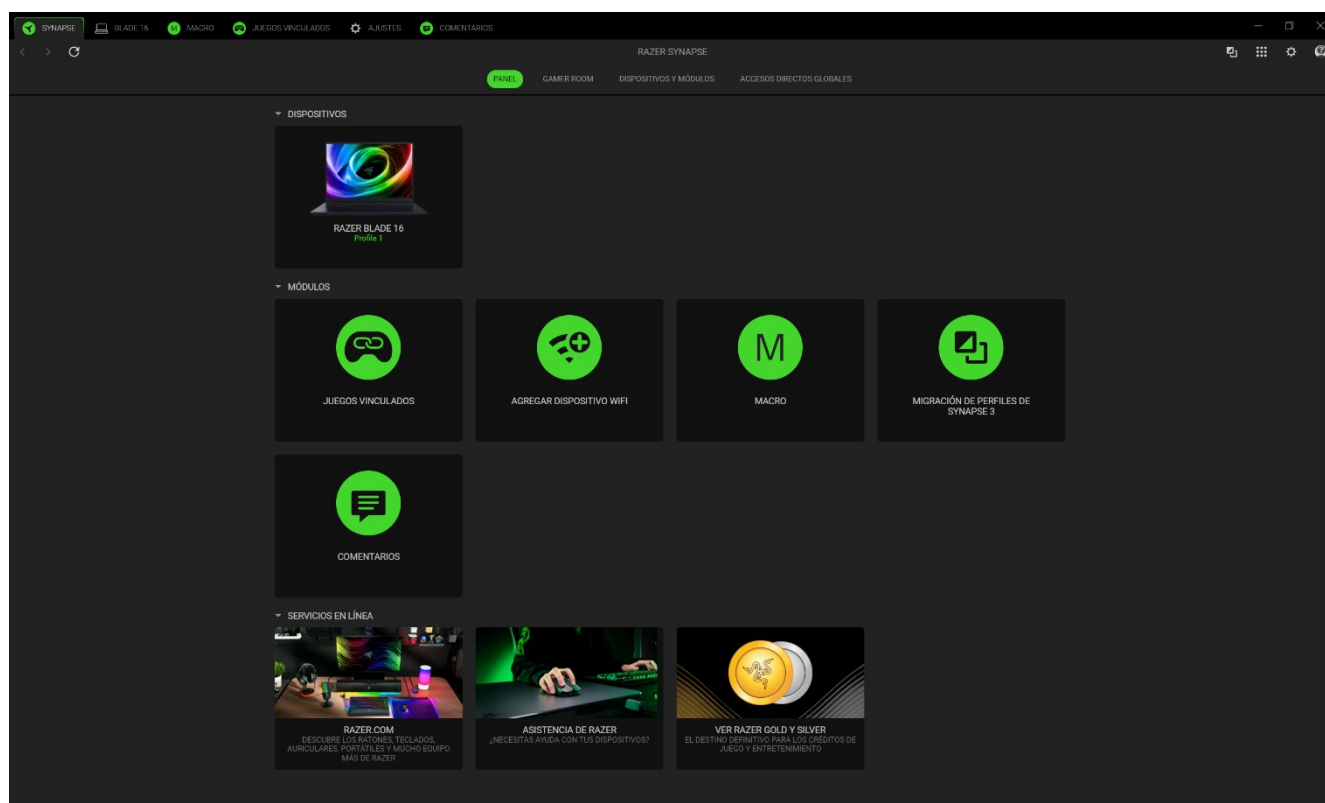 SYNAPSE BLADE 16 M MACRO JUEGOS VINCULADOS AJUSTES COMENTARIOS
RAZER SYNAPSE
PANEL GAMER ROOM DISPOSITIVOS Y MÓDULOS ACCESOS DIRECTOS GLOBALES
DISPOSITIVOS
RAZER BLADE 16
Profile 1
MÓDULOS
JUEGOS VINCULADOS
AGREGAR DISPOSITIVO WIFI
M
MACRO
MIGRACIÓN DE PERFILES DE
SYNAPSE 3
COMENTARIOS
SERVICIOS EN LÍNEA
RAZER.COM
DESCUBRE LOS RATONES, TECLADOS,
AURICULARES, PORTÁTILES Y MUCHO EQUIPO
MÁS DE RAZER
ASISTENCIA DE RAZER
¿NECESITAS AYUDA CON TUS DISPOSITIVOS?
VER RAZER GOLD Y SILVER
EL DESTINO DEFINITIVO PARA LOS CRÉDITOS DE
JUEGO Y ENTRETENIMIENTO